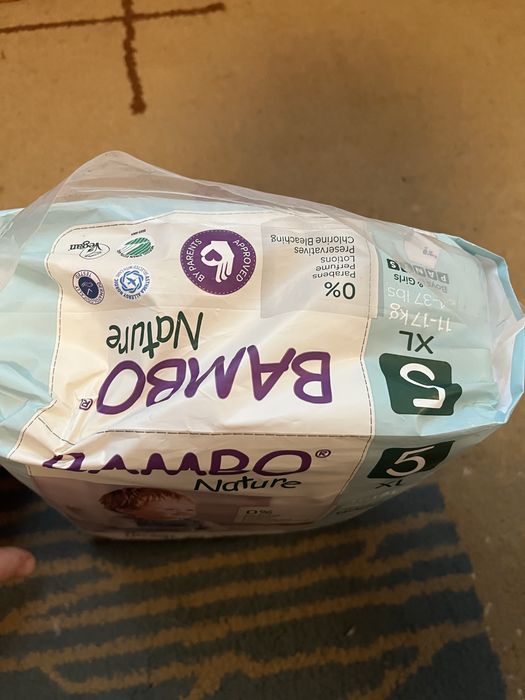 BAMBO®
Nature
5
XL
11-17 kg
37 lbs
Boys & Girls
PANTS
0%
Parabens
Perfume
Lotions
Preservatives
Chlorine Bleaching
APPROVED
BY PARENTS
Vegan
BAMBO®
Nature
5
XL
0%